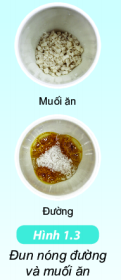 Muối ăn
Đường
Hình 1.3
Đun nóng đường
và muối ăn